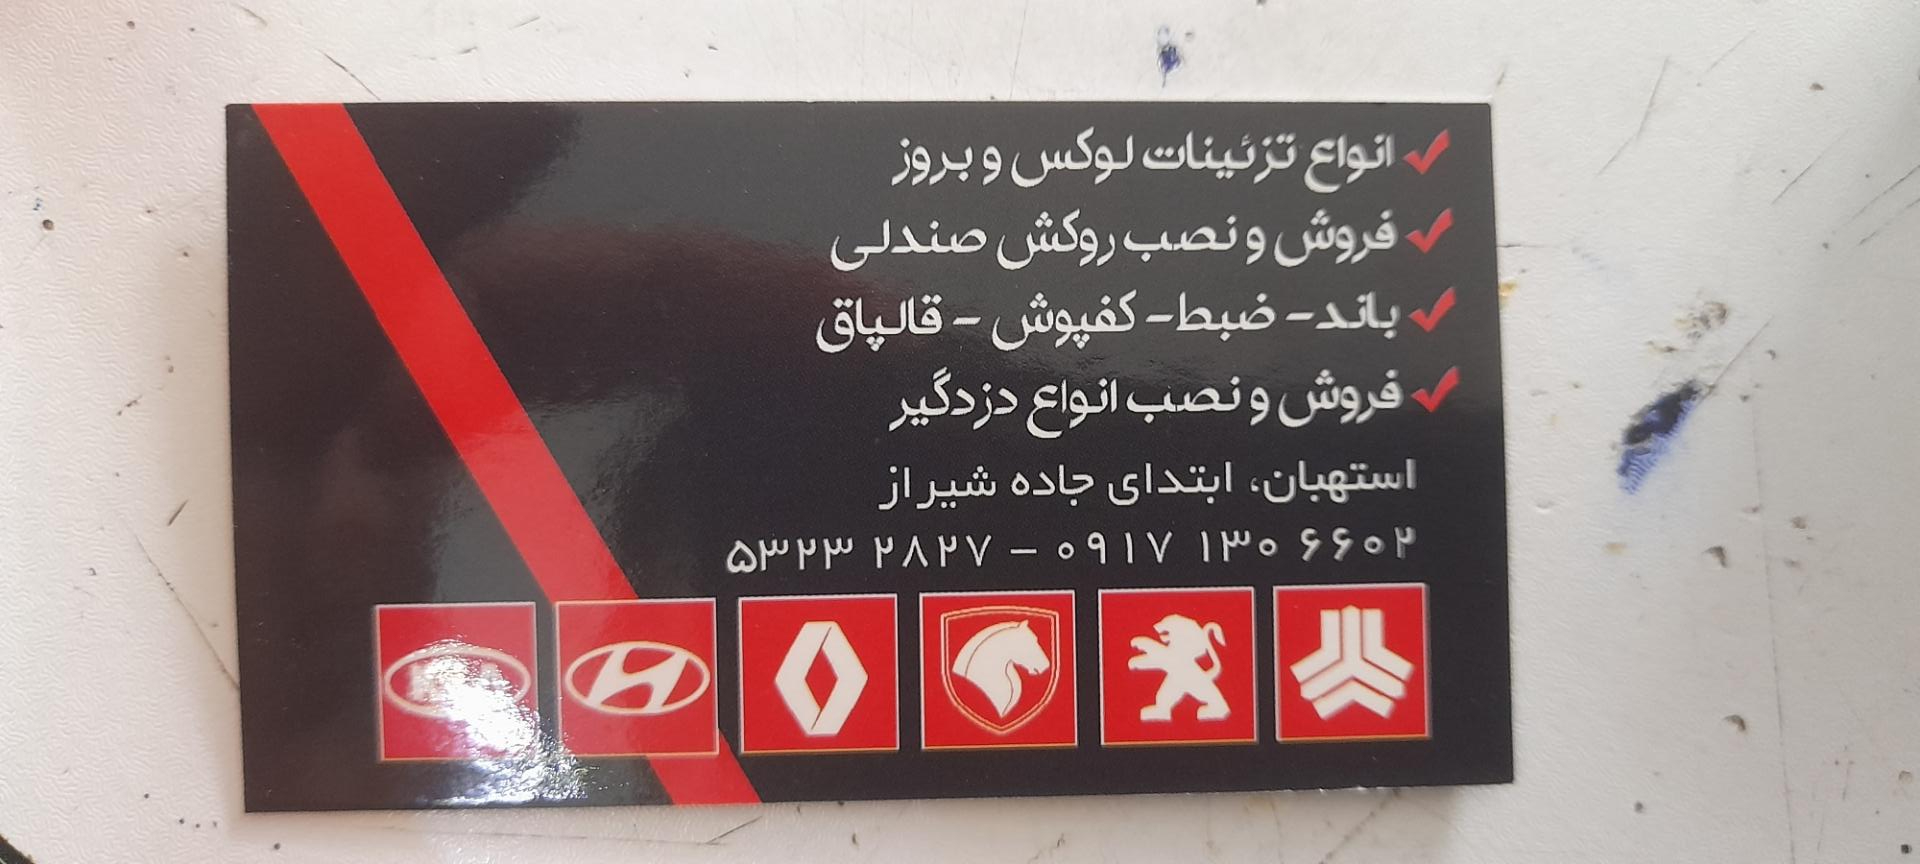 انواع تزئینات لوکس و بروز
فروش و نصب روکش صندلی
باند - ضبط - کفپوش - قالپاق
فروش و نصب انواع دزدگیر
استهبان، ابتدای جاده شیراز
۵۳۲۳ ۲۸۲۷ - ۰۹۱۷ ۱۳۰ ۶۶۰۲